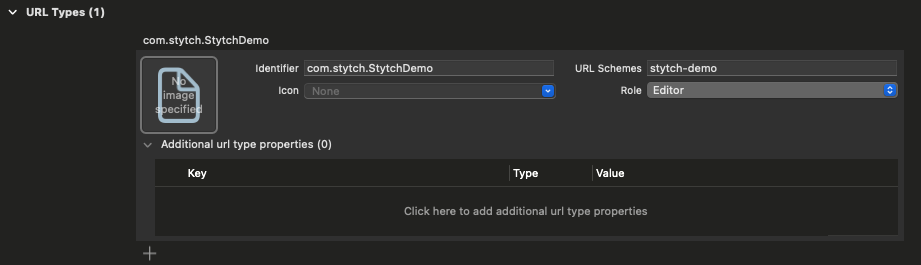 URL Types (1)
com.stytch.StytchDemo
No image specified
Identifier com.stytch.StytchDemo URL Schemes stytch-demo
Icon None Role Editor
Additional url type properties (0)
Key Type Value
Click here to add additional url type properties